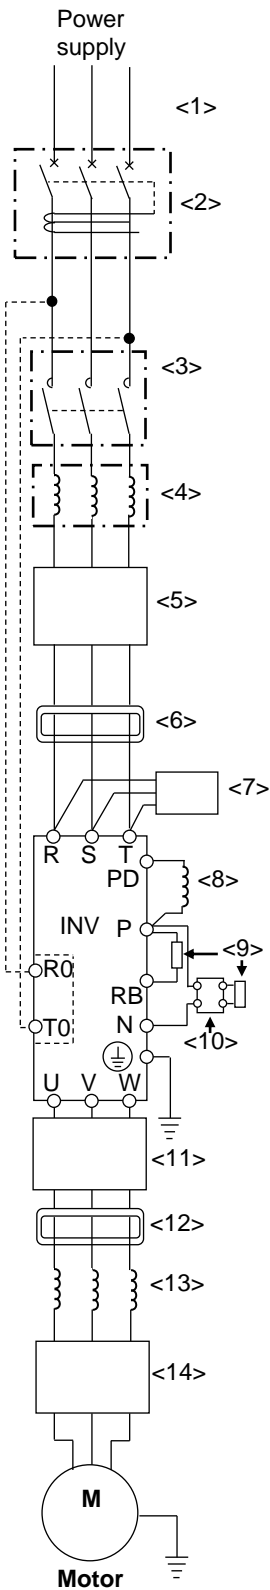 Power
supply
<1>
<2>
<3>
<4>
<5>
<6>
<7>
R S T
PD
<8>
INV P
<9>
R0
RB
<10>
T0
N
U V W
<11>
<12>
<13>
<14>
M
Motor